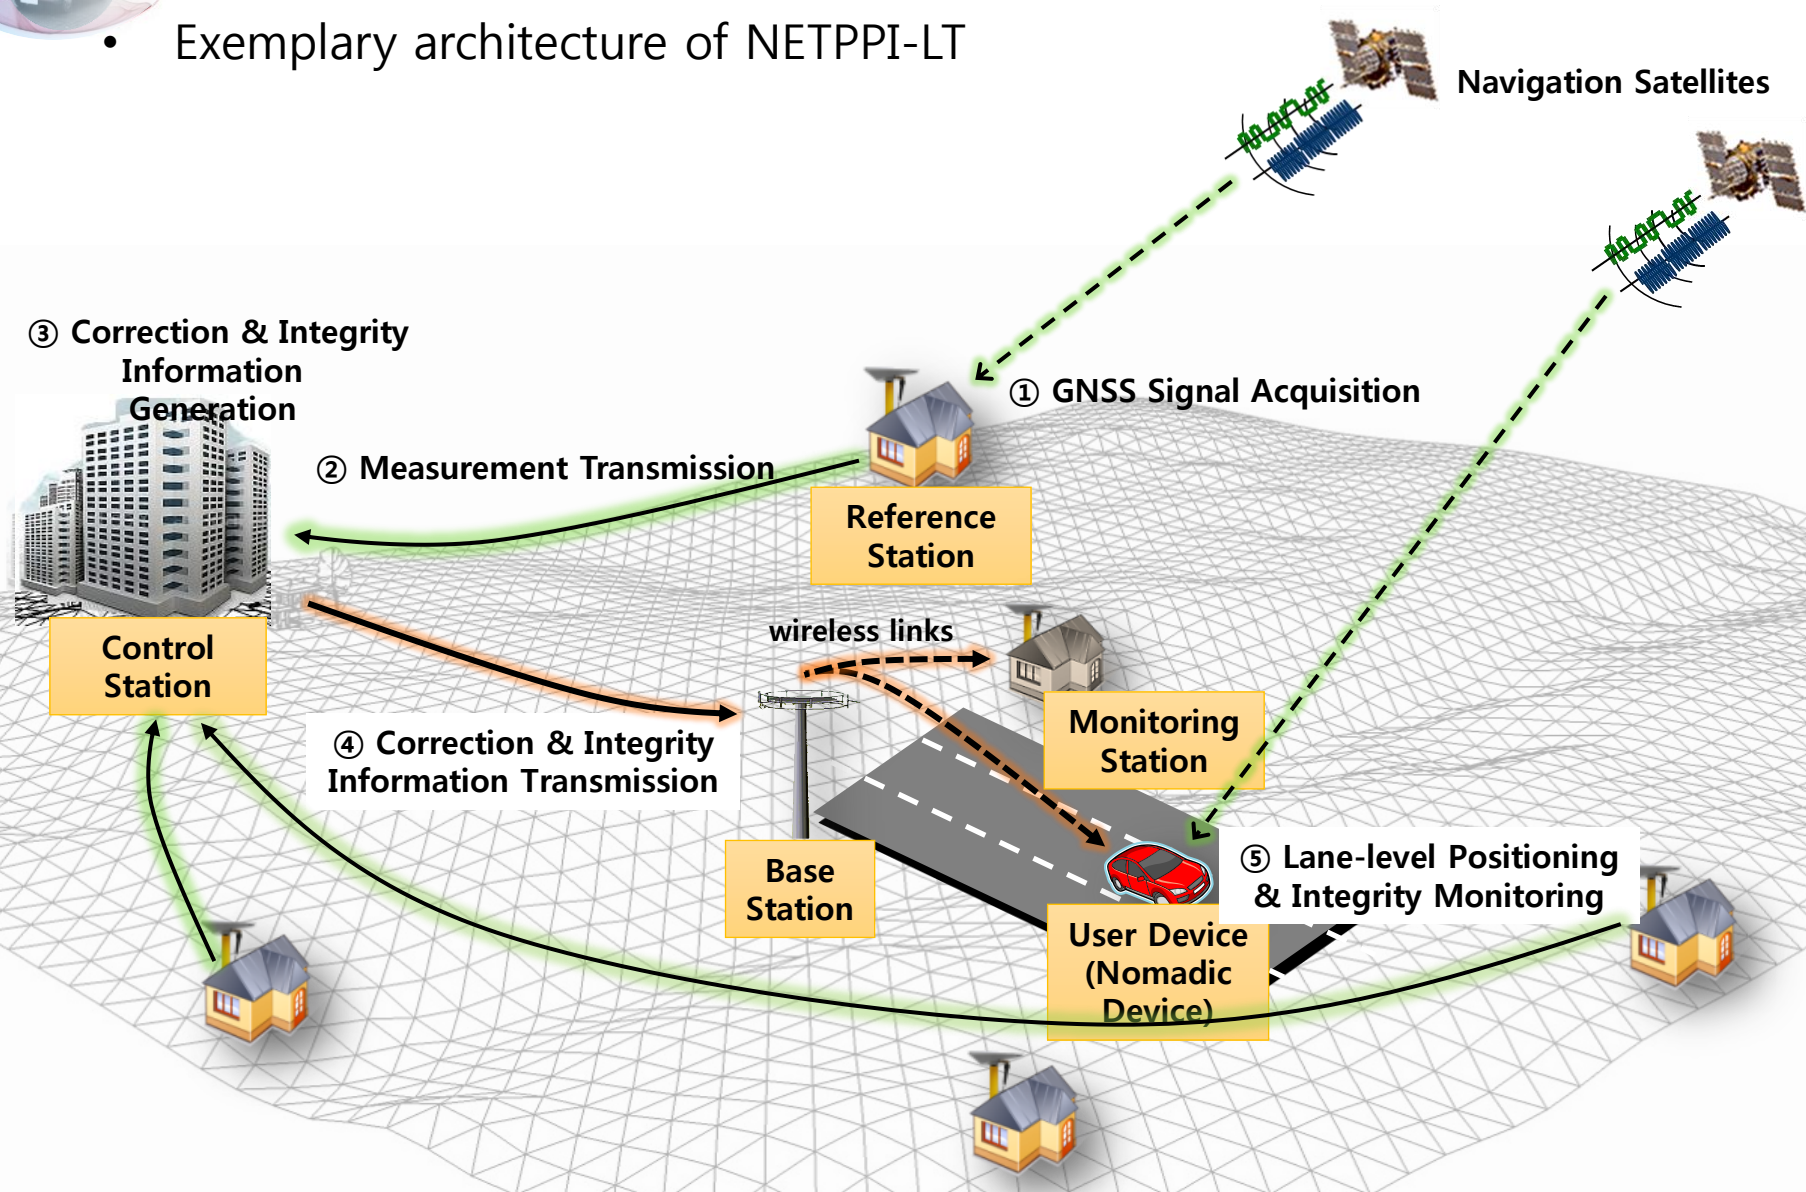 • Exemplary architecture of NETPPI-LT
Navigation Satellites
③ Correction & Integrity
Information
Generation
① GNSS Signal Acquisition
② Measurement Transmission
Reference
Station
wireless links
Control
Station
Monitoring
Station
④ Correction & Integrity
Information Transmission
Base
Station
⑤ Lane-level Positioning
& Integrity Monitoring
User Device
(Nomadic
Device)